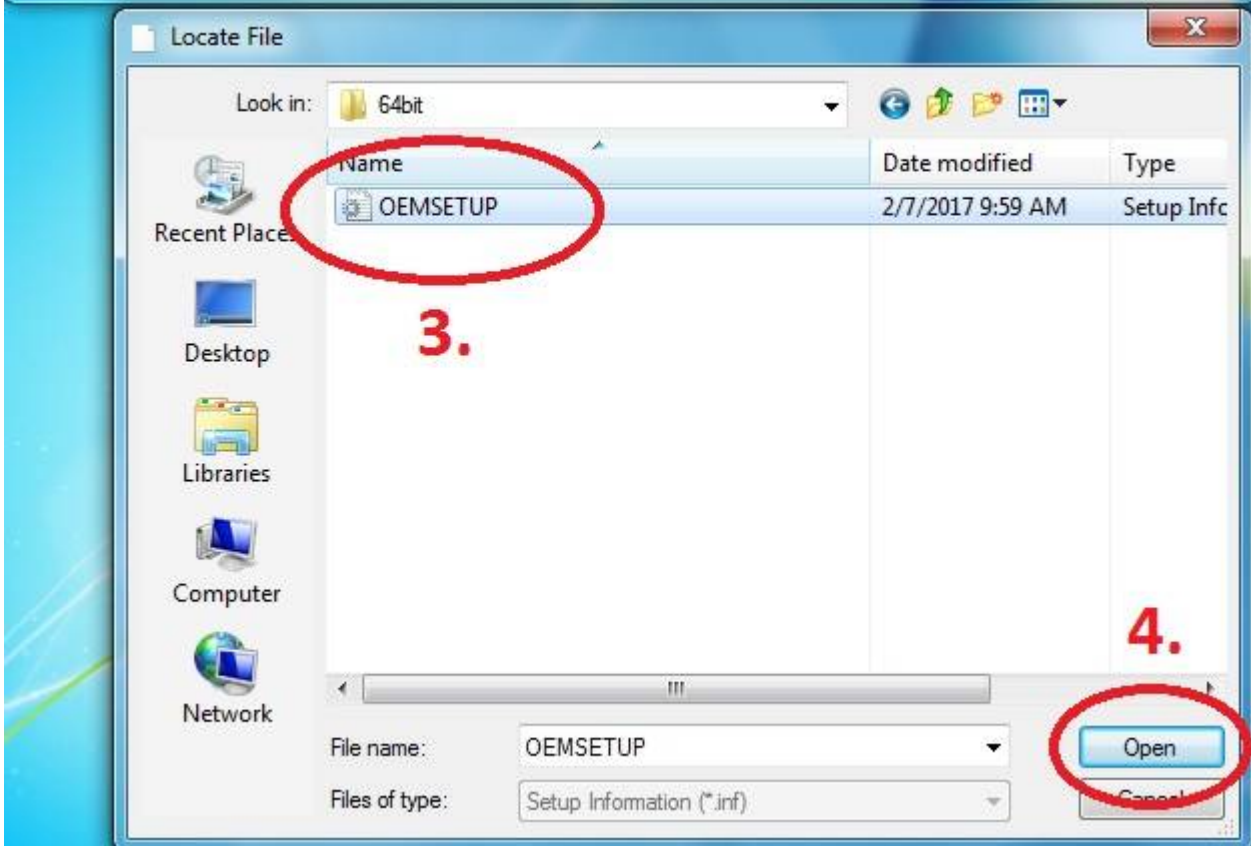 Locate File
Look in: 64bit
Name Date modified Type
OEMSETUP 2/7/2017 9:59 AM Setup Info
Recent Places
3.
Desktop
Libraries
Computer
4.
Network
File name: OEMSETUP Open
Files of type: Setup Information (*.inf) Cancel